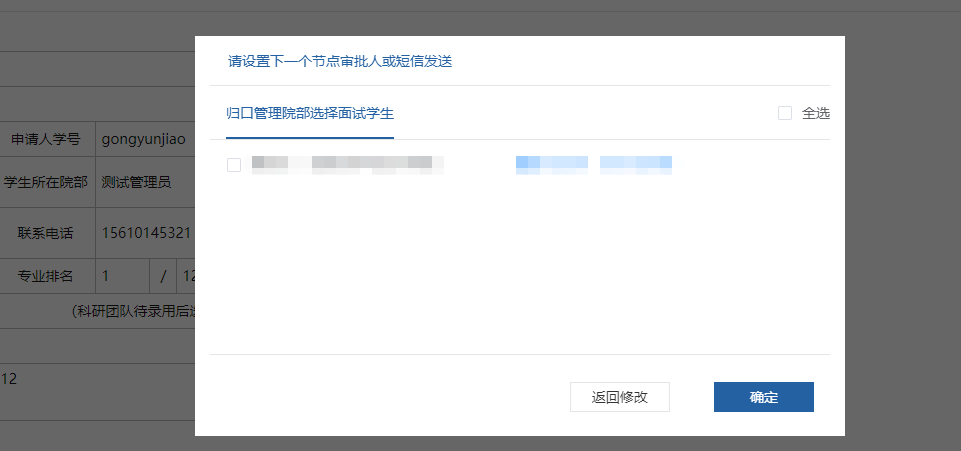 请设置下一个节点审批人或短信发送
归口管理院部选择面试学生
全选
申请人学号 gongyunjiao
学生所在院部 测试管理员
联系电话 15610145321
专业排名 1 / 12
(科研团队待录用后
12
返回修改 确定